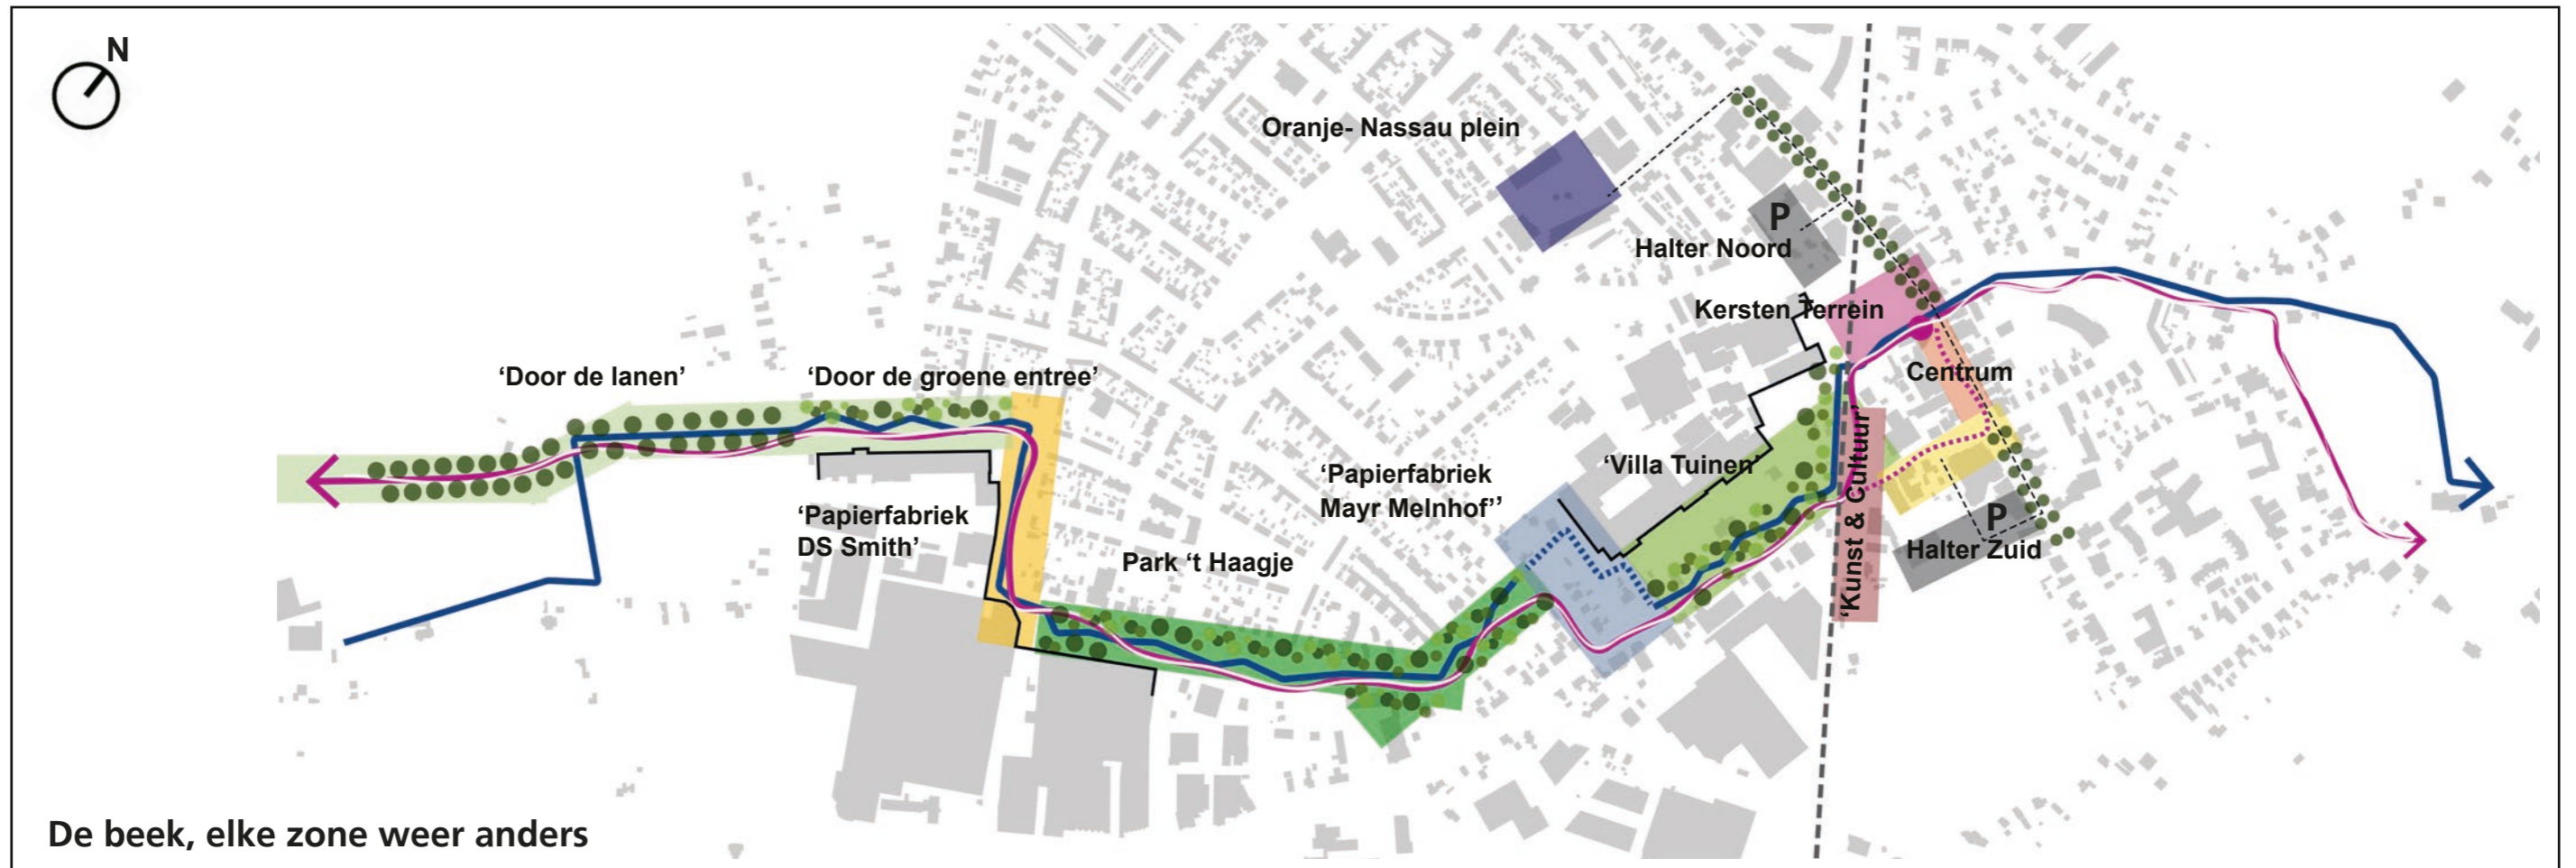 N
Oranje- Nassau plein
P
Halter Noord
Kersten Terrein
‘Door de lanen’
‘Door de groene entree’
Centrum
‘Papierfabriek
Mayr Melnhof’’
‘Villa Tuinen’
‘Kunst & Cultuur’
‘Papierfabriek
DS Smith’
P
Halter Zuid
Park ‘t Haagje
De beek, elke zone weer anders